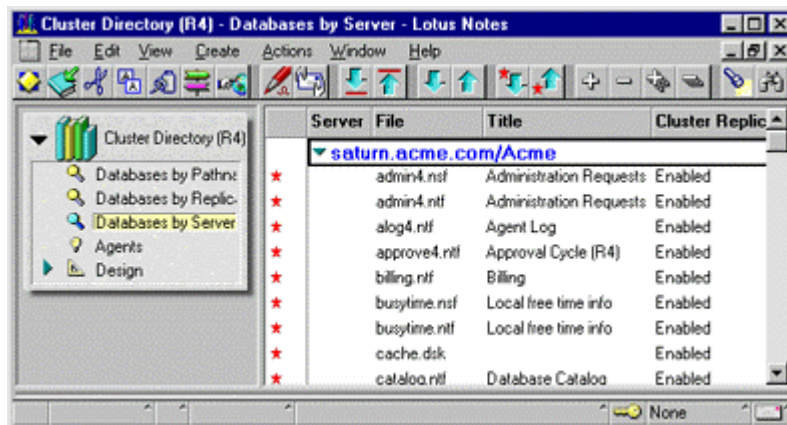 Cluster Directory (R4) - Databases by Server - Lotus Notes
File Edit View Create Actions Window Help
Cluster Directory (R4)
Databases by Pathna
Databases by Replic-
Databases by Server
Agents
Design
Server File Title Cluster Replic
saturn.acme.com/Acme
admin4.nsf Administration Requests Enabled
admin4.ntf Administration Requests Enabled
alog4.ntf Agent Log Enabled
approve4.ntf Approval Cycle (R4) Enabled
billing.ntf Billing Enabled
busytime.nsf Local free time info Enabled
busytime.ntf Local free time info Enabled
cache.dsk Enabled
catalog.ntf Database Catalog Enabled
None